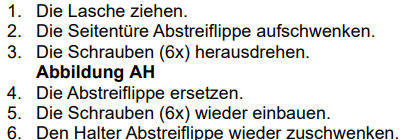 1. Die Lasche ziehen.
2. Die Seitentüre Abstreiflippe aufschwenken.
3. Die Schrauben (6x) herausdrehen.
Abbildung AH
4. Die Abstreiflippe ersetzen.
5. Die Schrauben (6x) wieder einbauen.
6. Den Halter Abstreiflippe wieder zuschwenken.